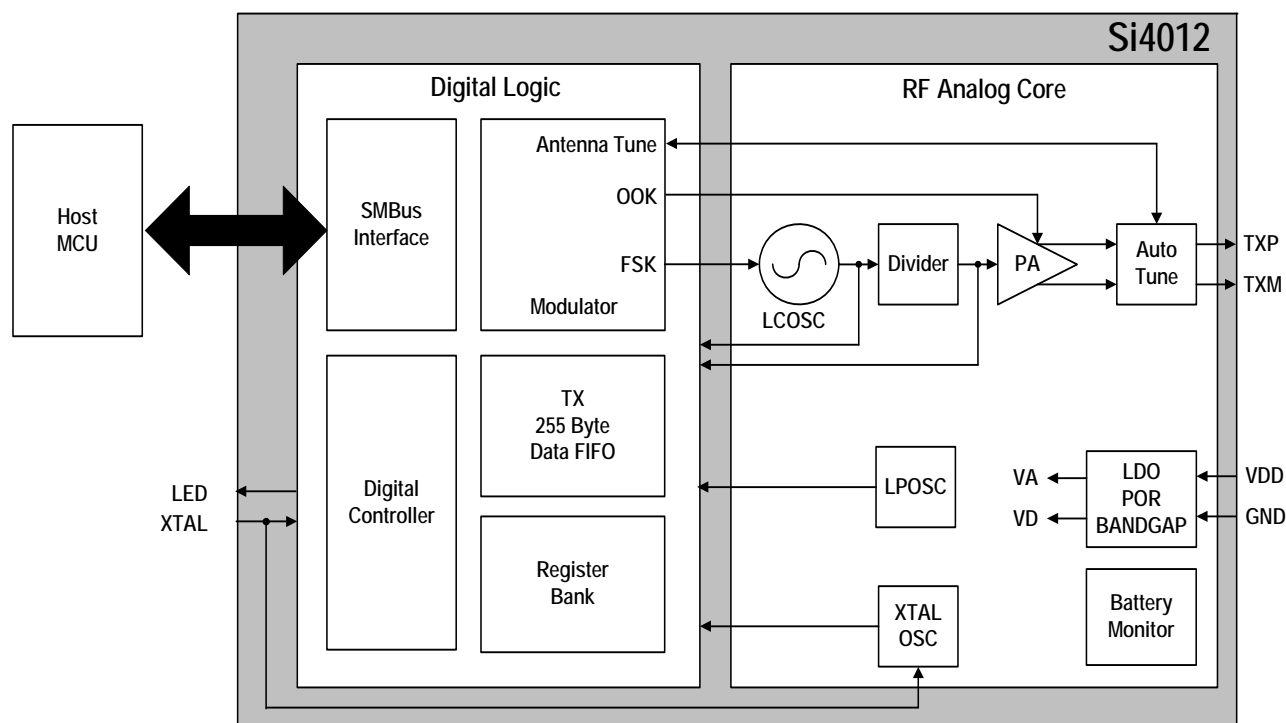 Si4012
Digital Logic
RF Analog Core
Host
MCU
SMBus
Interface
Antenna Tune
OOK
FSK
Modulator
LCOSC
Divider
PA
Auto
Tune
TXP
TXM
Digital
Controller
TX
255 Byte
Data FIFO
Register
Bank
LED
XTAL
LPOSC
XTAL
OSC
VA
VD
LDO
POR
BANDGAP
VDD
GND
Battery
Monitor